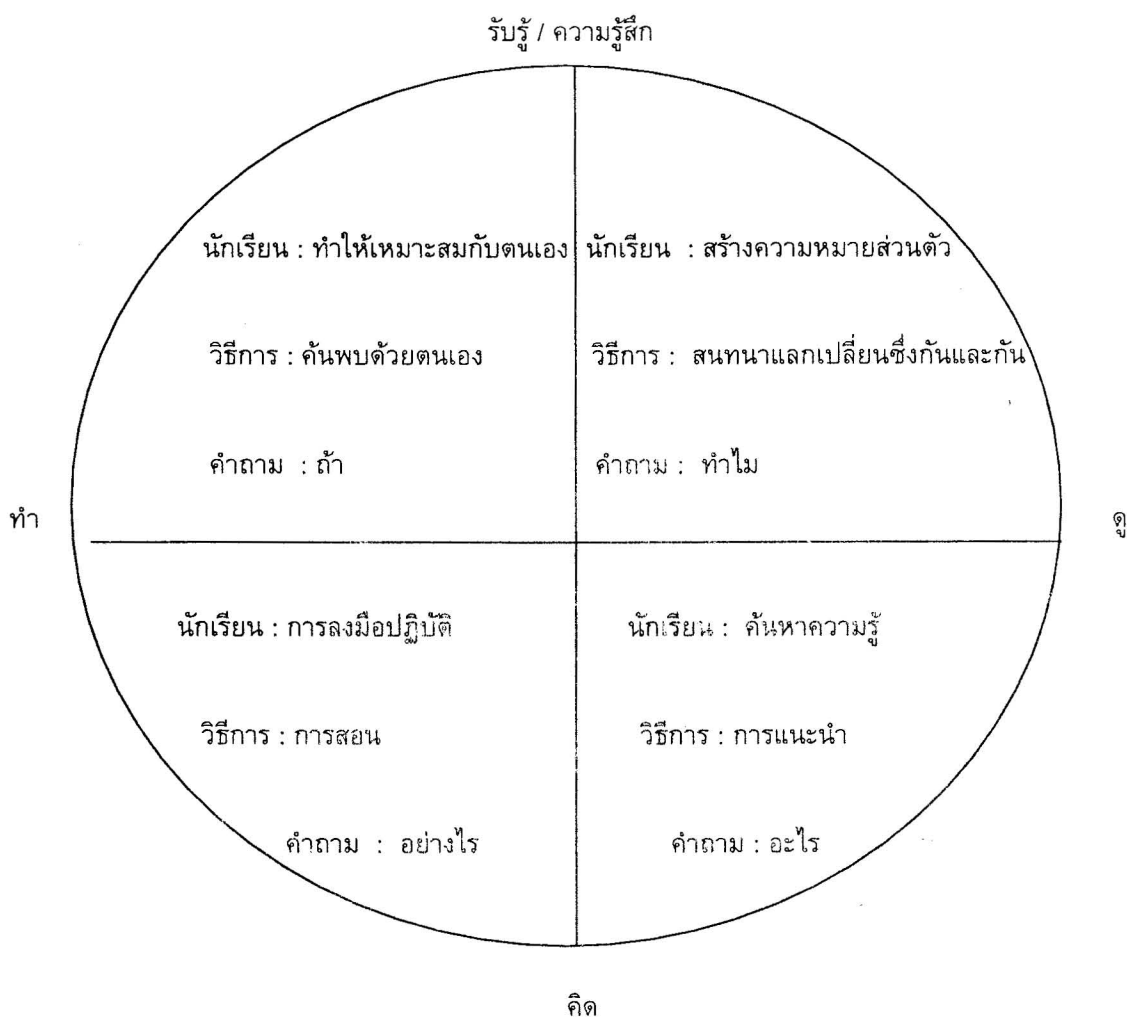 รับรู้ / ความรู้สึก
นักเรียน : ทำให้เหมาะสมกับตนเอง นักเรียน : สร้างความหมายส่วนตัว
วิธีการ : ค้นพบด้วยตนเอง วิธีการ : สนทนาแลกเปลี่ยนซึ่งกันและกัน
คำถาม : ถ้า คำถาม : ทำไม
ทำ ดู
นักเรียน : การลงมือปฏิบัติ นักเรียน : ค้นหาความรู้
วิธีการ : การสอน วิธีการ : การแนะนำ
คำถาม : อย่างไร คำถาม : อะไร
คิด